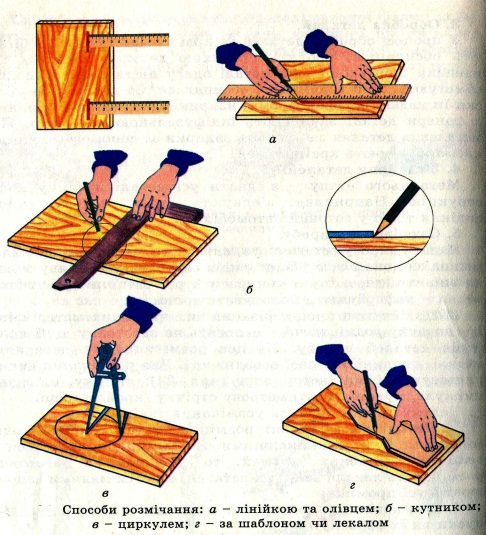 а
б
в
г
Способи розмічання: а – лінійкою та олівцем; б – кутником;
в – циркулем; г – за шаблоном чи лекалом